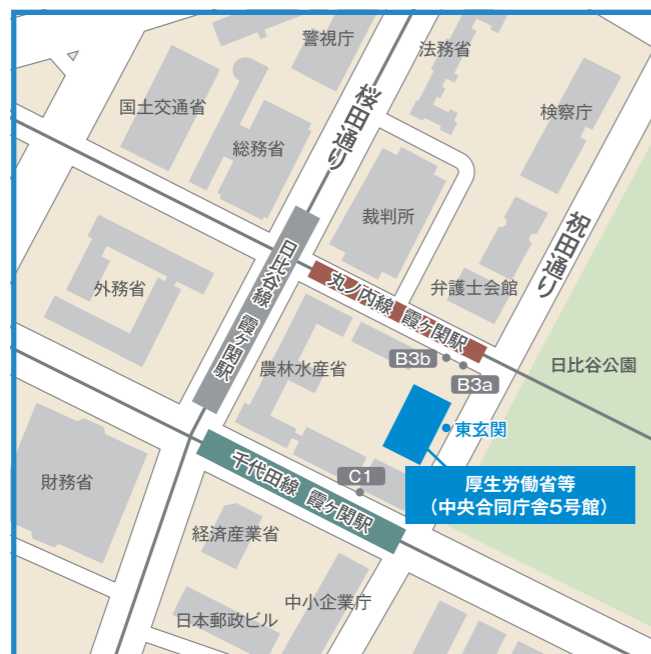 警視庁
法務省
国土交通省
桜田通り
検察庁
総務省
裁判所
祝田通り
日比谷線 霞ヶ関駅
丸ノ内線 霞ヶ関駅
外務省
弁護士会館
B3b
日比谷公園
農林水産省
B3a
東玄関
千代田線 霞ヶ関駅
C1
財務省
厚生労働省等
（中央合同庁舎5号館）
経済産業省
中小企業庁
日本郵政ビル